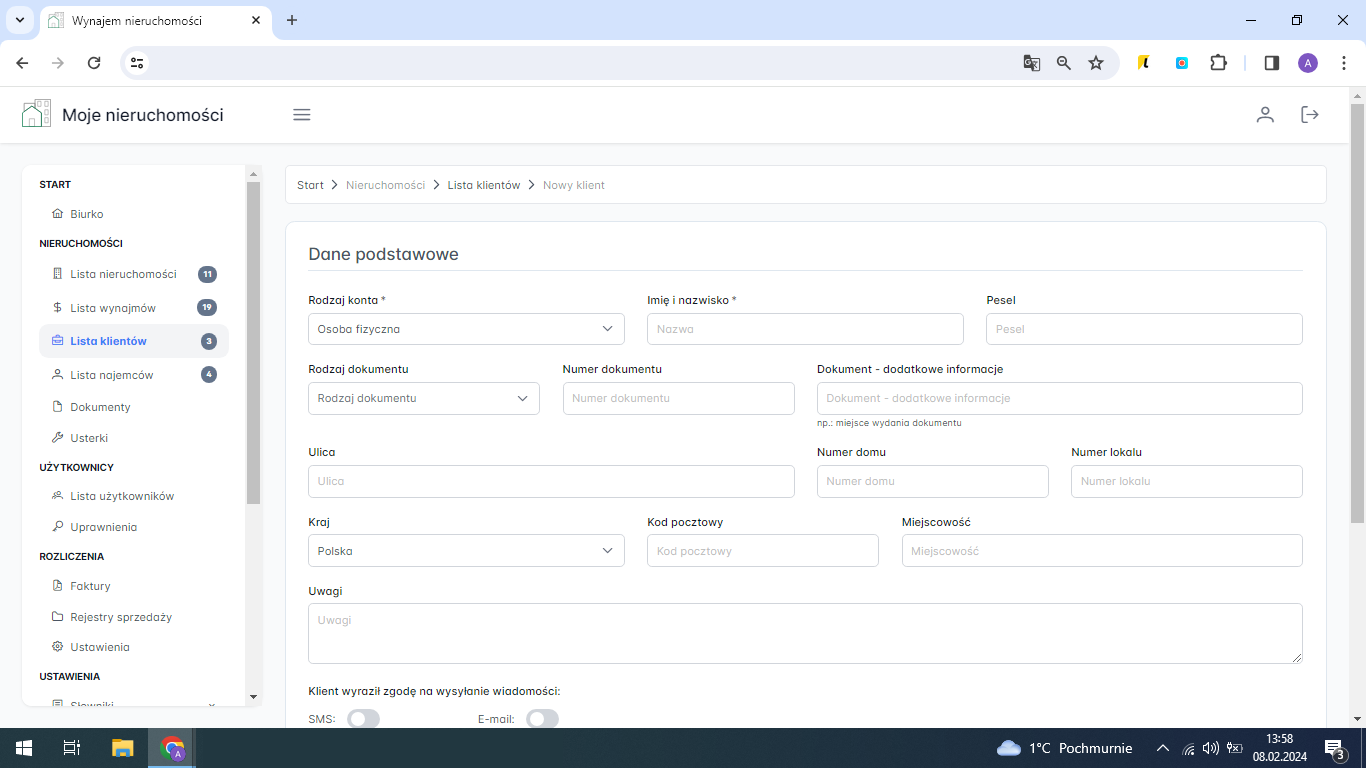 Wynajem nieruchomości
A
Moje nieruchomości
START
Biurko
NIERUCHOMOŚCI
Lista nieruchomości 11
Lista wynajmów 19
Lista klientów 3
Lista najemców 4
Dokumenty
Usterki
UŻYTKOWNICY
Lista użytkowników
Uprawnienia
ROZLICZENIA
Faktury
Rejestry sprzedaży
Ustawienia
USTAWIENIA
Słowniki
Start > Nieruchomości > Lista klientów > Nowy klient
Dane podstawowe
Rodzaj konta * Imię i nazwisko * Pesel
Osoba fizyczna Nazwa Pesel
Rodzaj dokumentu Numer dokumentu Dokument - dodatkowe informacje
Rodzaj dokumentu Numer dokumentu Dokument - dodatkowe informacje
np.: miejsce wydania dokumentu
Ulica Numer domu Numer lokalu
Ulica Numer domu Numer lokalu
Kraj Kod pocztowy Miejscowość
Polska Kod pocztowy Miejscowość
Uwagi
Uwagi
Klient wyraził zgodę na wysyłanie wiadomości:
SMS: E-mail:
A
1°C Pochmurnie
13:58
08.02.2024
3